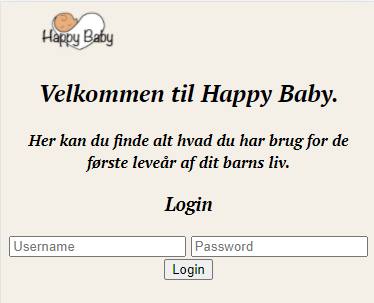 Happy Baby
Velkommen til Happy Baby.
Her kan du finde alt hvad du har brug for de
første leveår af dit barns liv.
Login
Username Password
Login